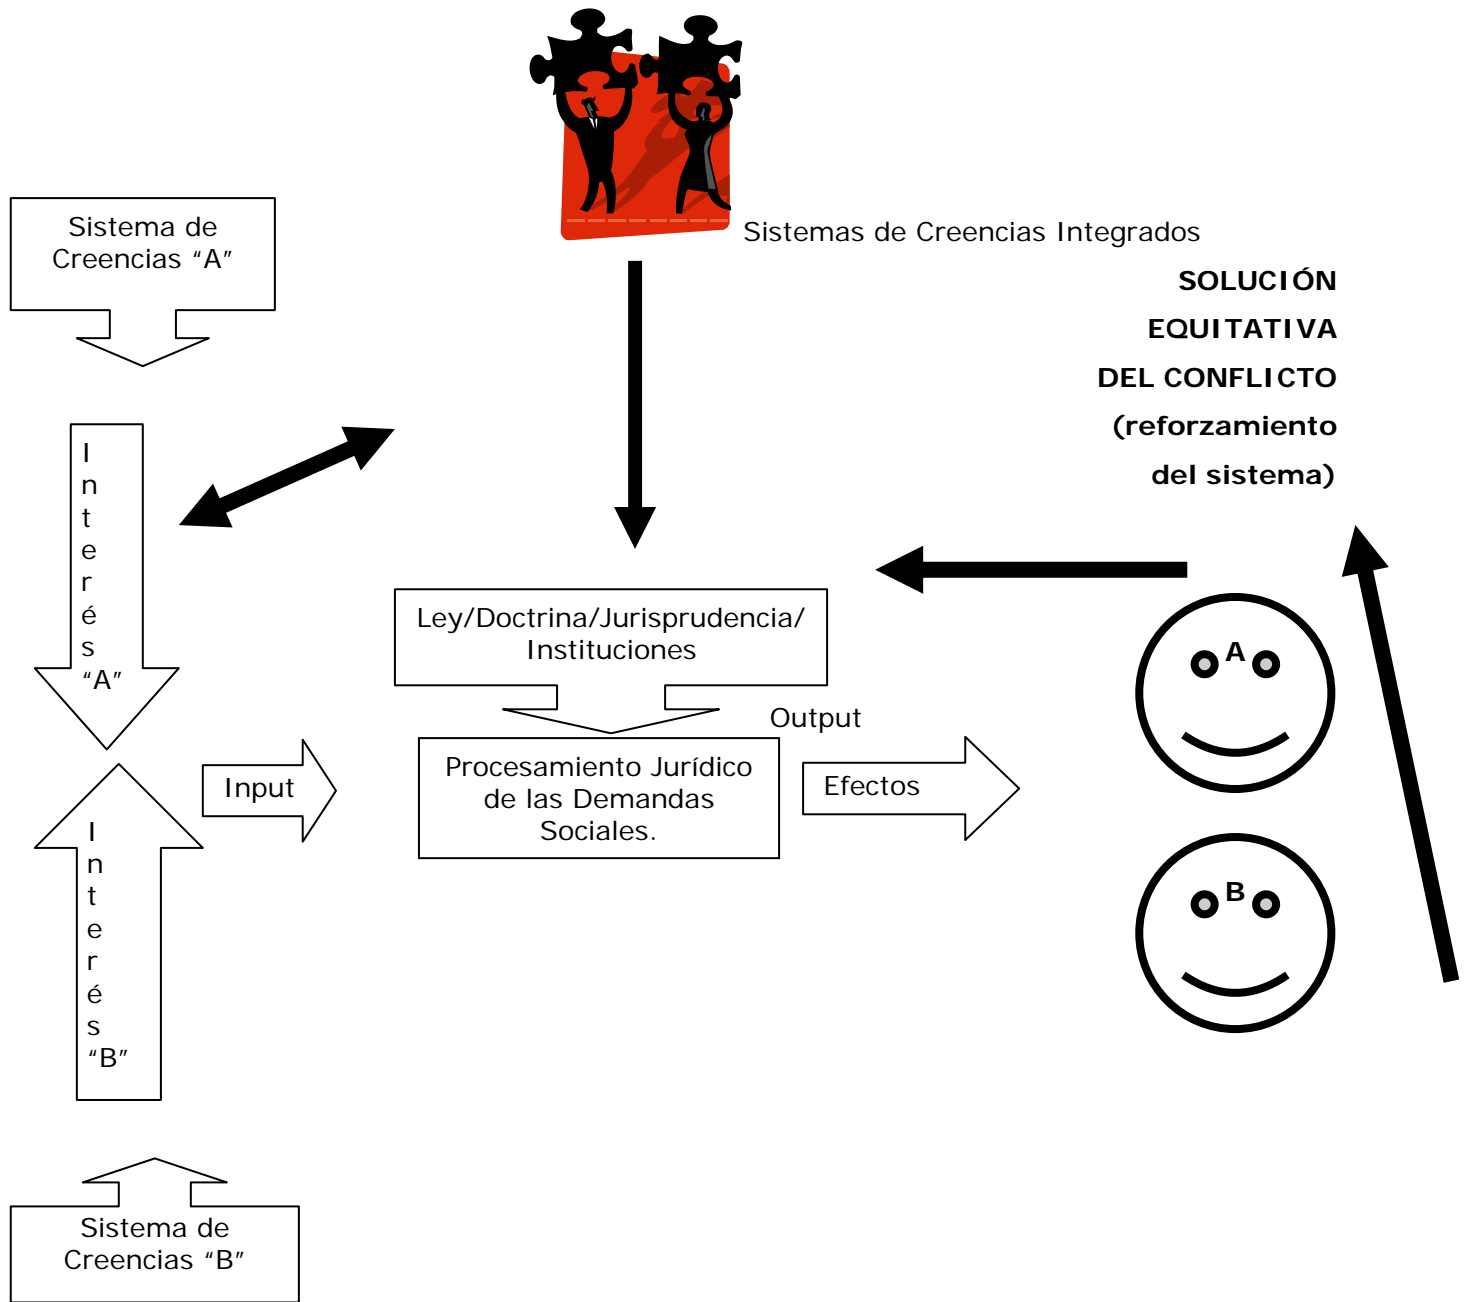 Sistema de
Creencias “A”
Sistemas de Creencias Integrados
SOLUCIÓN
EQUITATIVA
DEL CONFLICTO
(reforzamiento
del sistema)
I
n
t
e
r
é
s
“A”
Ley/Doctrina/Jurisprudencia/
Instituciones
Output
Input
Procesamiento Jurídico
de las Demandas
Sociales.
Efectos
A
B
I
n
t
e
r
é
s
“B”
Sistema de
Creencias “B”